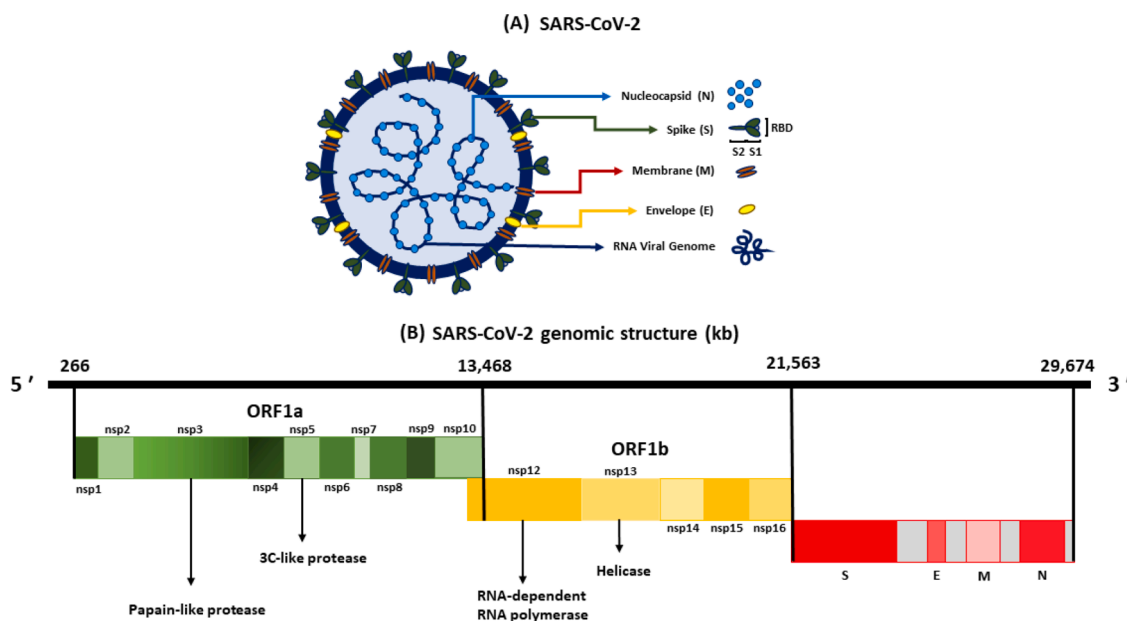 (A) SARS-CoV-2
Nucleocapsid (N)
Spike (S)
RBD
S2 S1
Membrane (M)
Envelope (E)
RNA Viral Genome
(B) SARS-CoV-2 genomic structure (kb)
266 13,468 21,563 29,674
5 ′ 3 ′
ORF1a
nsp2 nsp3 nsp5 nsp7 nsp9 nsp10
ORF1b
nsp12 nsp13
nsp1 nsp4 nsp6 nsp8
nsp14 nsp15 nsp16
3C-like protease
Helicase
S E M N
Papain-like protease
RNA-dependent
RNA polymerase